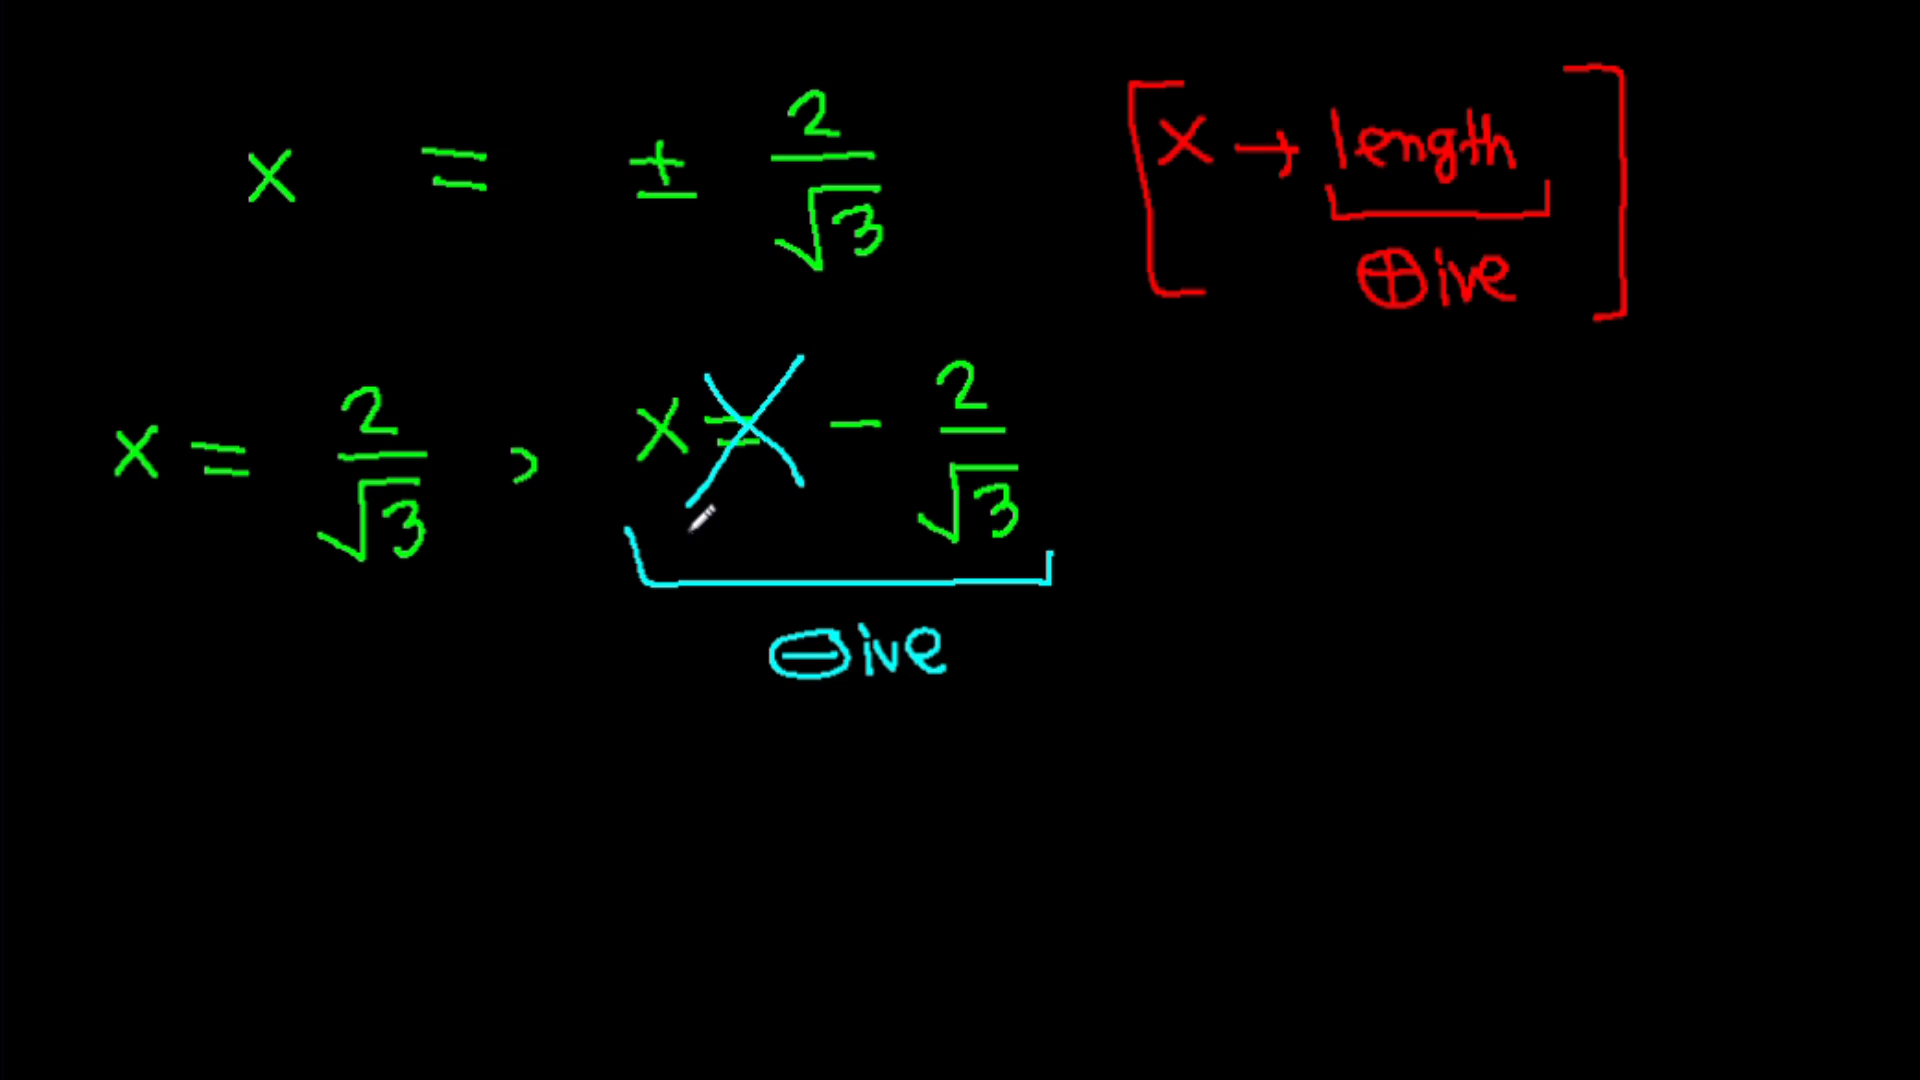 x = ± 2/√3
[x → length]
⊕ive
x = 2/√3 , x = - 2/√3
⊖ive